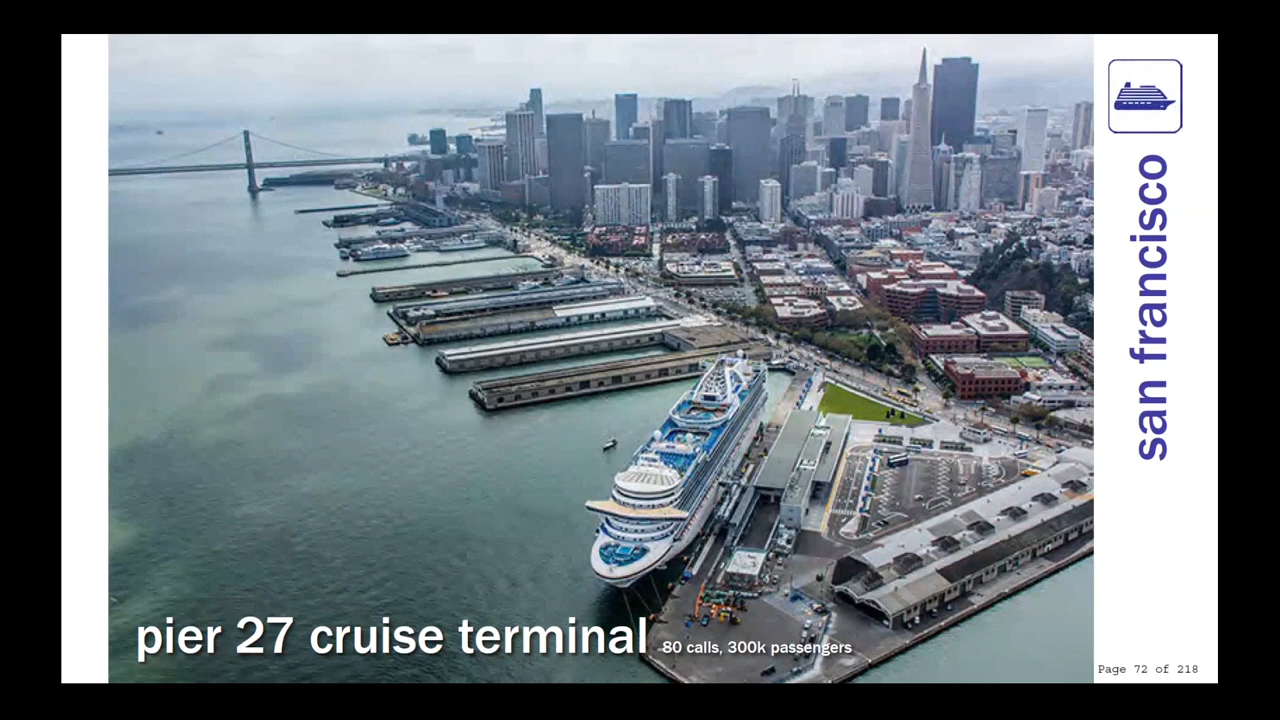 san francisco
pier 27 cruise terminal 80 calls, 300k passengers
Page 72 of 218